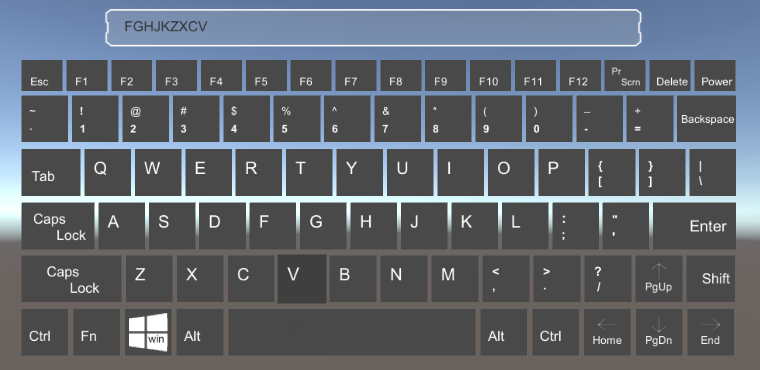 FGHJKZXCV
Esc F1 F2 F3 F4 F5 F6 F7 F8 F9 F10 F11 F12 Pr Scrn Delete Power
~ ! @ # $ % ^ & * ( ) _ +
. 1 2 3 4 5 6 7 8 9 0 - = Backspace
Tab Q W E R T Y U I O P { [ } ] | \
Caps Lock A S D F G H J K L : ; " ' Enter
Caps Lock Z X C V B N M < , > . ? / ↑ PgUp Shift
Ctrl Fn win Alt Alt Ctrl ← Home ↓ PgDn → End